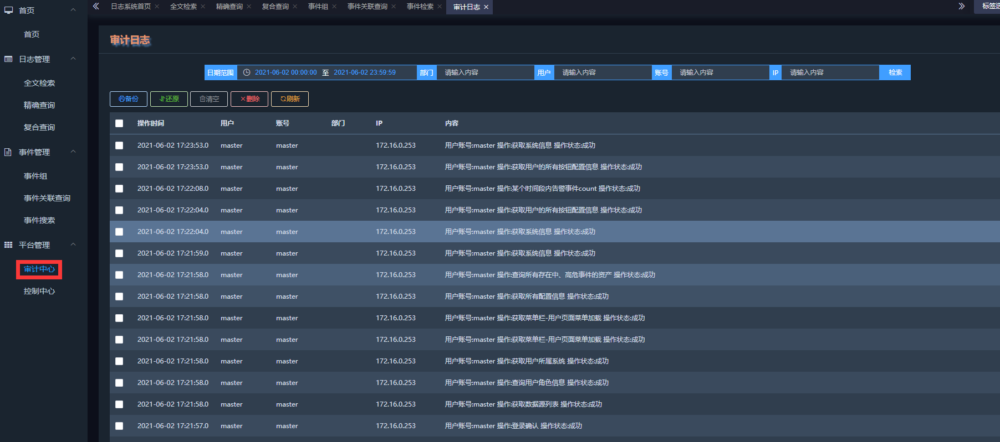 首页
首页
日志管理
全文检索
精确查询
复合查询
事件管理
事件组
事件关联查询
事件搜索
平台管理
审计中心
控制中心
日志系统首页 全文检索 精确查询 复合查询 事件组 事件关联查询 事件检索 审计日志 标签选
审计日志
日期范围 2021-06-02 00:00:00 至 2021-06-02 23:59:59 部门 请输入内容 用户 请输入内容 账号 请输入内容 IP 请输入内容 检索
备份 还原 清空 删除 刷新
操作时间 用户 账号 部门 IP 内容
2021-06-02 17:23:53.0 master master 172.16.0.253 用户账号:master 操作:获取系统信息 操作状态:成功
2021-06-02 17:23:53.0 master master 172.16.0.253 用户账号:master 操作:获取用户的所有按钮配置信息 操作状态:成功
2021-06-02 17:22:08.0 master master 172.16.0.253 用户账号:master 操作:某个时间段内告警事件count 操作状态:成功
2021-06-02 17:22:04.0 master master 172.16.0.253 用户账号:master 操作:获取用户的所有按钮配置信息 操作状态:成功
2021-06-02 17:22:04.0 master master 172.16.0.253 用户账号:master 操作:获取系统信息 操作状态:成功
2021-06-02 17:21:59.0 master master 172.16.0.253 用户账号:master 操作:获取系统信息 操作状态:成功
2021-06-02 17:21:58.0 master master 172.16.0.253 用户账号:master 操作:查询所有存在中、高危事件的资产 操作状态:成功
2021-06-02 17:21:58.0 master master 172.16.0.253 用户账号:master 操作:获取所有配置信息 操作状态:成功
2021-06-02 17:21:58.0 master master 172.16.0.253 用户账号:master 操作:获取菜单栏-用户页面菜单加载 操作状态:成功
2021-06-02 17:21:58.0 master master 172.16.0.253 用户账号:master 操作:获取菜单栏-用户页面菜单加载 操作状态:成功
2021-06-02 17:21:58.0 master master 172.16.0.253 用户账号:master 操作:获取用户所属系统 操作状态:成功
2021-06-02 17:21:58.0 master master 172.16.0.253 用户账号:master 操作:查询用户角色信息 操作状态:成功
2021-06-02 17:21:58.0 master master 172.16.0.253 用户账号:master 操作:获取数据源列表 操作状态:成功
2021-06-02 17:21:57.0 master master 172.16.0.253 用户账号:master 操作:登录确认 操作状态:成功